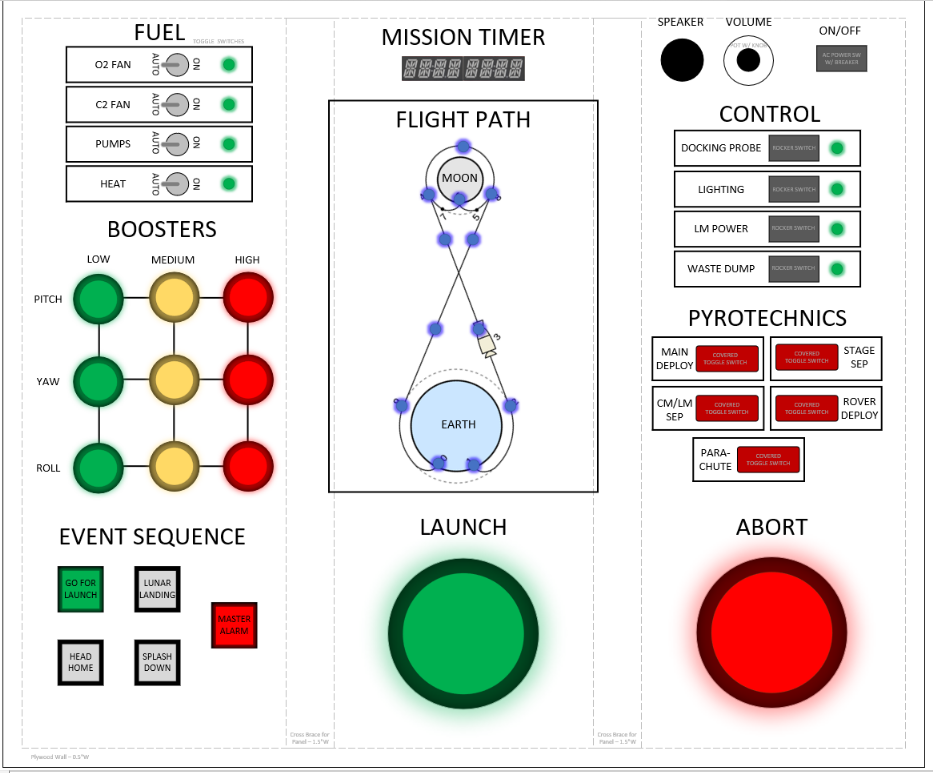 FUEL
TOGGLE SWITCHES
O2 FAN AUTO ON
C2 FAN AUTO ON
PUMPS AUTO ON
HEAT AUTO ON
BOOSTERS
LOW MEDIUM HIGH
PITCH
YAW
ROLL
EVENT SEQUENCE
GO FOR
LAUNCH
LUNAR
LANDING
MASTER
ALARM
HEAD
HOME
SPLASH
DOWN
Plywood Wall – 0.5"W
MISSION TIMER
FLIGHT PATH
MOON
7
5
3
EARTH
LAUNCH
Cross Brace for
Panel – 1.5"W
Cross Brace for
Panel – 1.5"W
SPEAKER VOLUME ON/OFF
POT W/ KNOB
AC POWER SW
W/ BREAKER
CONTROL
DOCKING PROBE ROCKER SWITCH
LIGHTING ROCKER SWITCH
LM POWER ROCKER SWITCH
WASTE DUMP ROCKER SWITCH
PYROTECHNICS
MAIN
DEPLOY
COVERED
TOGGLE SWITCH
COVERED
TOGGLE SWITCH
STAGE
SEP
CM/LM
SEP
COVERED
TOGGLE SWITCH
COVERED
TOGGLE SWITCH
ROVER
DEPLOY
PARA-
CHUTE
COVERED
TOGGLE SWITCH
ABORT